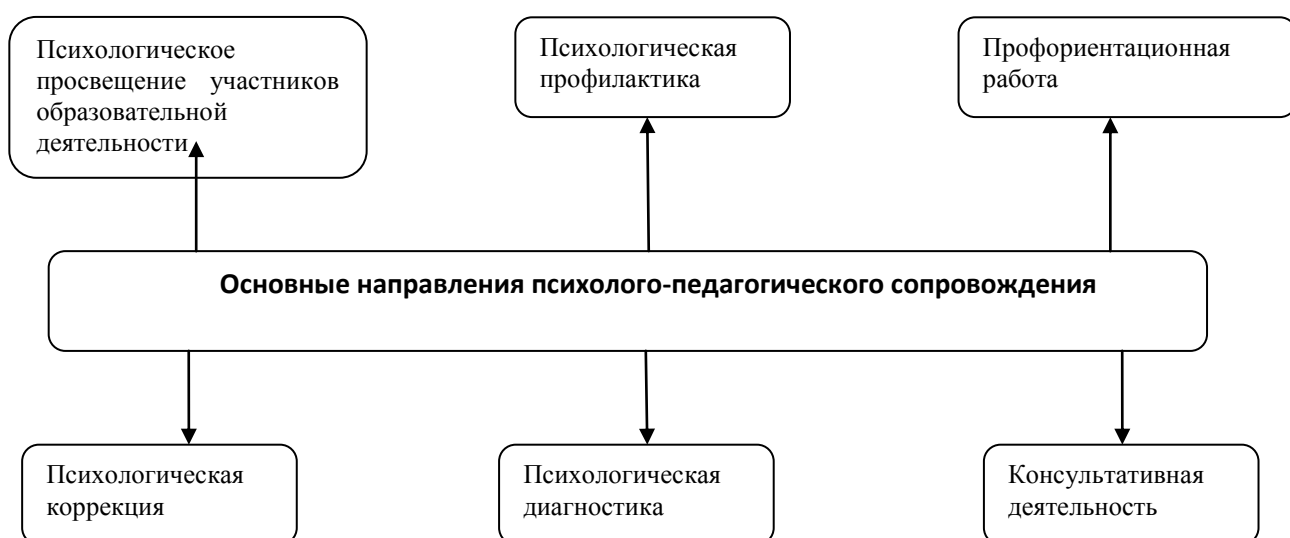 Психологическое
просвещение участников
образовательной
деятельности
Психологическая
профилактика
Профориентационная
работа
Основные направления психолого-педагогического сопровождения
Психологическая
коррекция
Психологическая
диагностика
Консультативная
деятельность